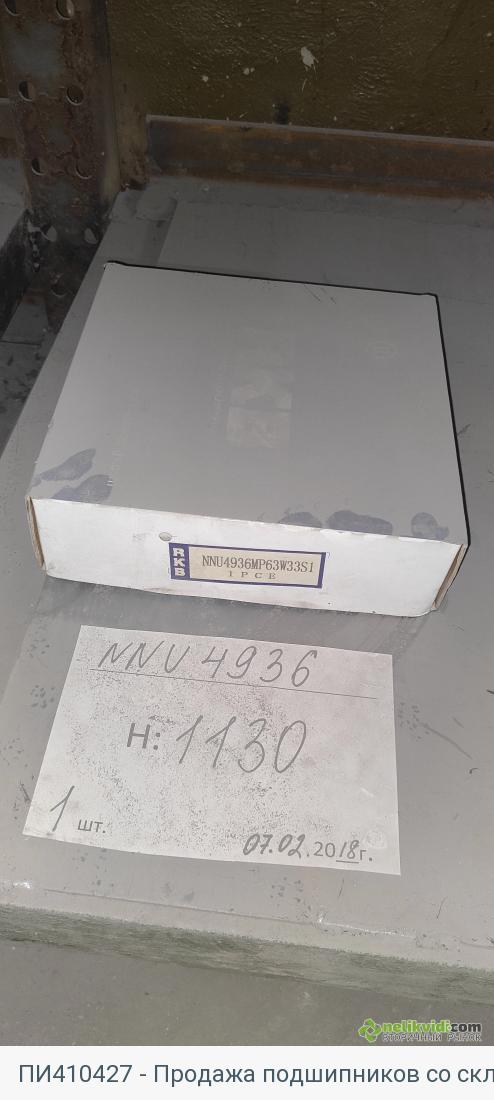 RKB
NNU4936MP63W33S1
1PCE
NNU 4936
Н: 1130
1 шт.
07.02.2018г.
nelikvidi.com
ВТОРИЧНЫЙ РЫНОК
ПИ410427 - Продажа подшипников со скл